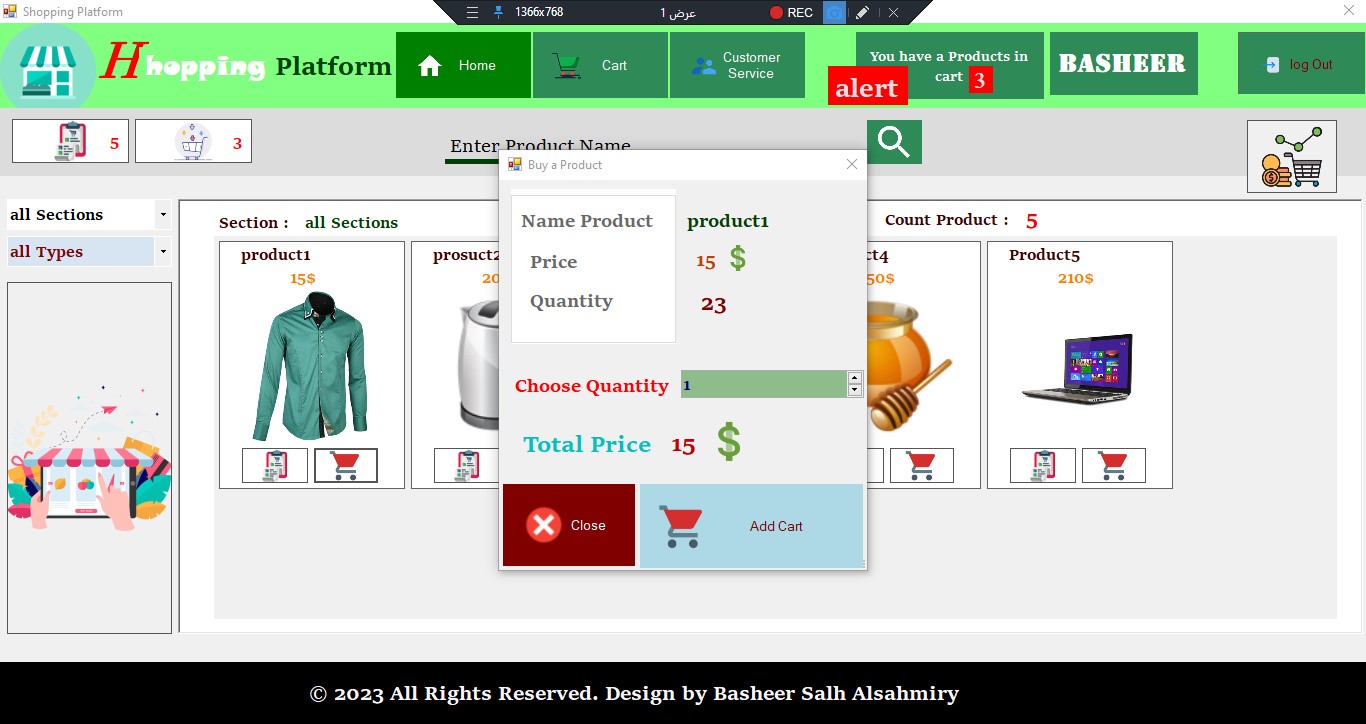 Shopping Platform
1366x768
عرض 1
REC
Hhopping Platform
Home
Cart
Customer
Service
You have a Products in
cart 3
alert
BASHEER
log Out
5
3
Enter Product Name
all Sections
all Types
Section : all Sections
Count Product : 5
product1
15$
prosuct2
20
ct4
50$
Product5
210$
Buy a Product
Name Product product1
Price 15 $
Quantity 23
Choose Quantity 1
Total Price 15 $
Close
Add Cart
© 2023 All Rights Reserved. Design by Basheer Salh Alsahmiry